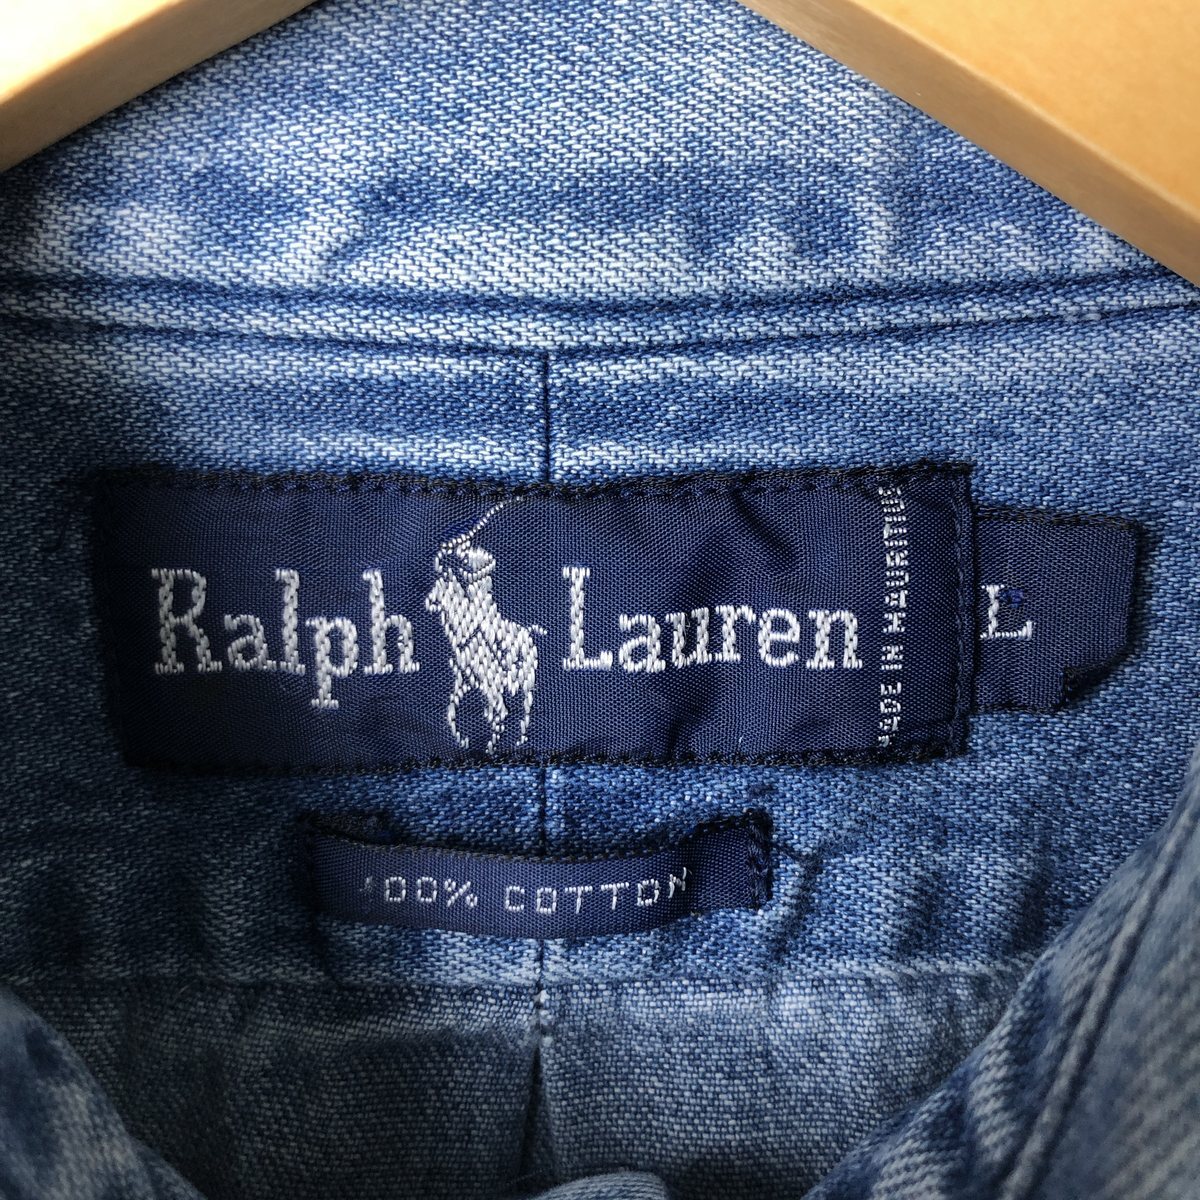 Ralph Lauren
MADE IN MAURITIUS
L
100% COTTON